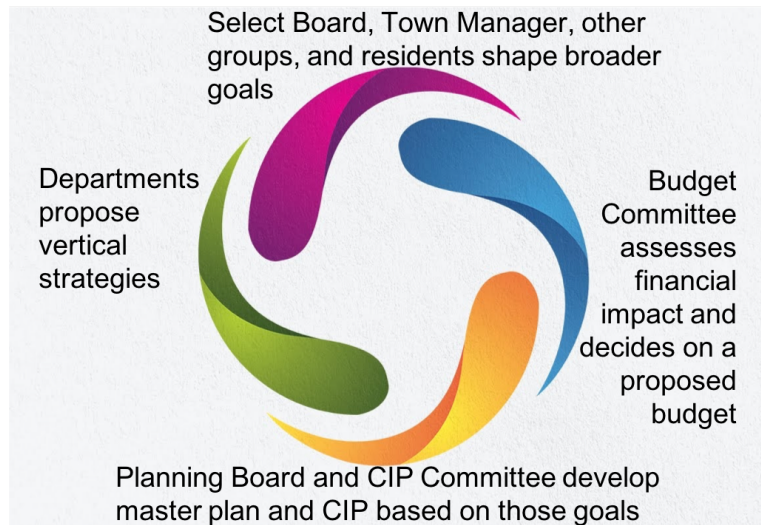 Select Board, Town Manager, other
groups, and residents shape broader
goals
Departments
propose
vertical
strategies
Budget
Committee
assesses
financial
impact and
decides on a
proposed
budget
Planning Board and CIP Committee develop
master plan and CIP based on those goals